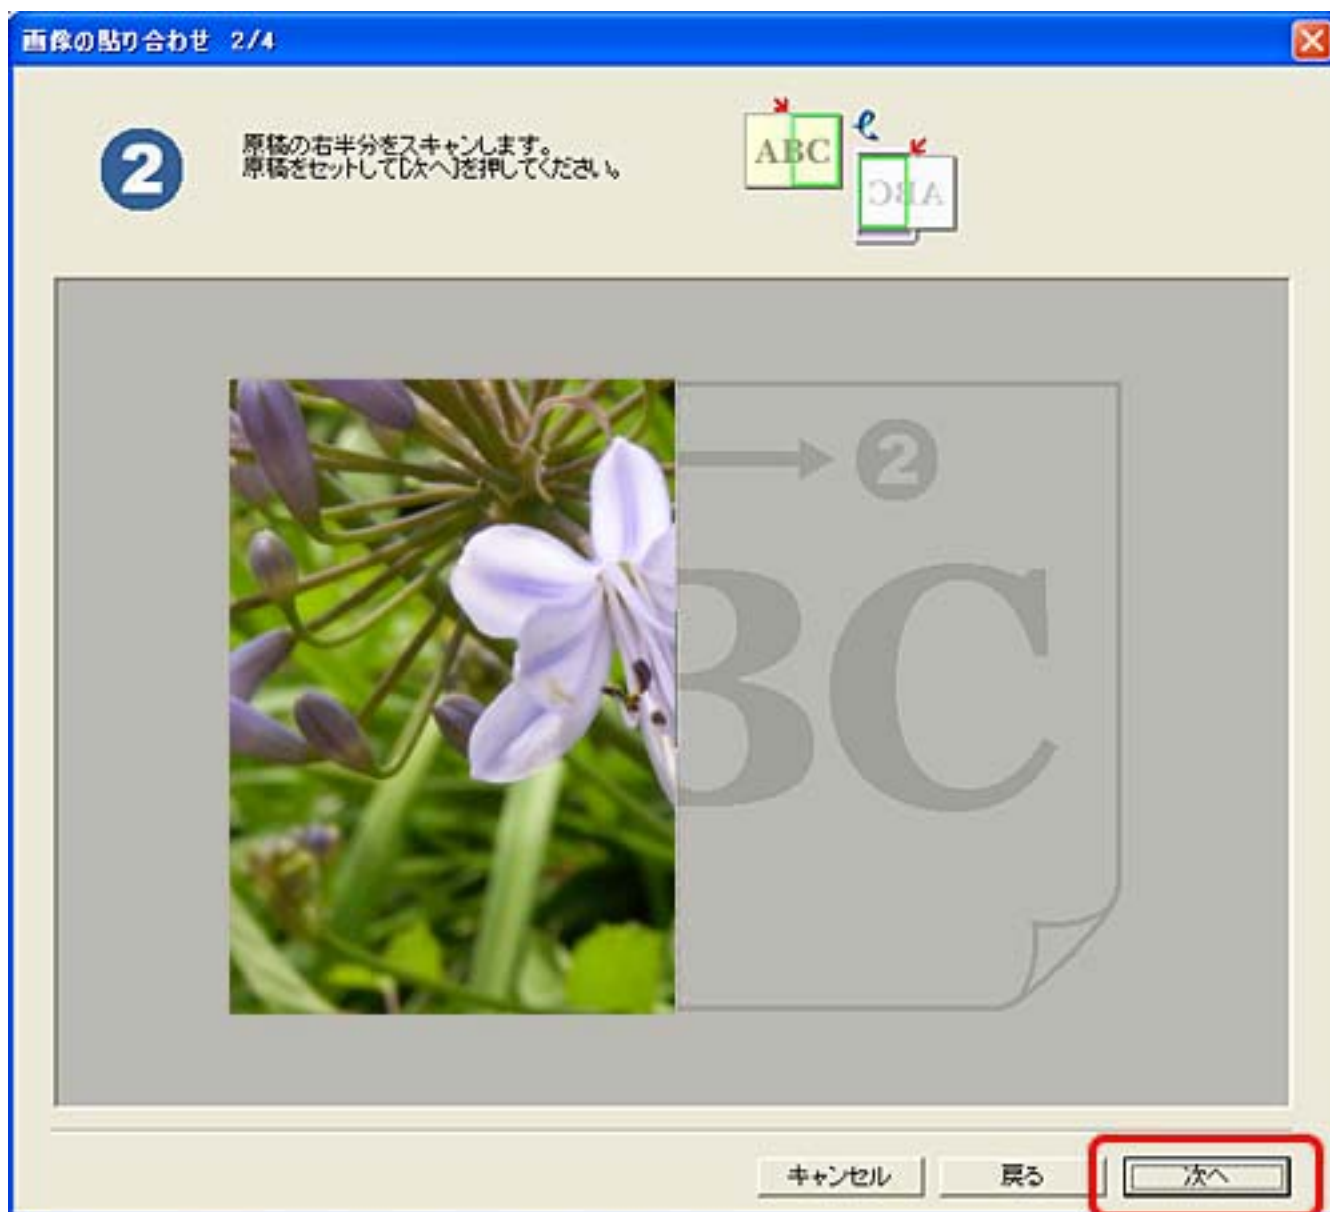 画像の貼り合わせ 2/4
2
原稿の右半分をスキャンします。
原稿をセットして[次へ]を押してください。
ABC
ABC
2
BC
キャンセル
戻る
次へ